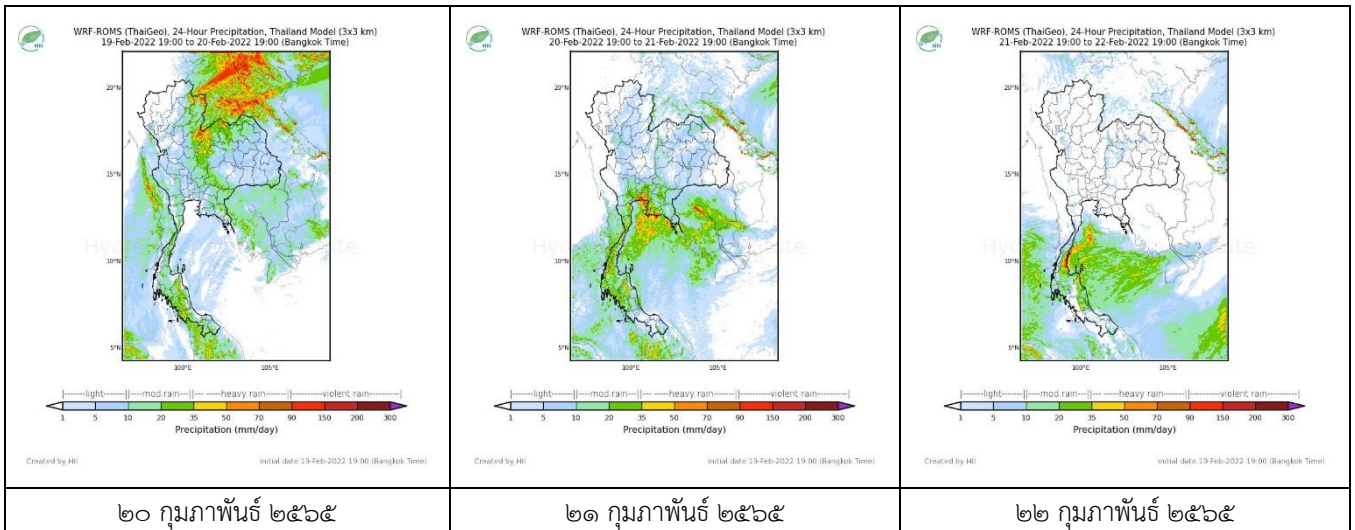 HII
WRF-ROMS (ThaiGeo), 24-Hour Precipitation, Thailand Model (3x3 km)
19-Feb-2022 19:00 to 20-Feb-2022 19:00 (Bangkok Time)
20°N
15°N
10°N
5°N
100°E 105°E
|-------light-------||----mod.rain----||--- ---heavy rain----||-------violent rain--------|
1 5 10 20 35 50 70 90 150 200 300
Precipitation (mm/day)
Created by HII initial date 19-Feb-2022 19:00 (Bangkok Time)
๒๐ กุมภาพันธ์ ๒๕๖๕
HII
WRF-ROMS (ThaiGeo), 24-Hour Precipitation, Thailand Model (3x3 km)
20-Feb-2022 19:00 to 21-Feb-2022 19:00 (Bangkok Time)
20°N
15°N
10°N
5°N
100°E 105°E
|-------light-------||----mod.rain----||--- ---heavy rain----||-------violent rain--------|
1 5 10 20 35 50 70 90 150 200 300
Precipitation (mm/day)
Created by HII initial date 19-Feb-2022 19:00 (Bangkok Time)
๒๑ กุมภาพันธ์ ๒๕๖๕
HII
WRF-ROMS (ThaiGeo), 24-Hour Precipitation, Thailand Model (3x3 km)
21-Feb-2022 19:00 to 22-Feb-2022 19:00 (Bangkok Time)
20°N
15°N
10°N
5°N
100°E 105°E
|-------light-------||----mod.rain----||--- ---heavy rain----||-------violent rain--------|
1 5 10 20 35 50 70 90 150 200 300
Precipitation (mm/day)
Created by HII initial date 19-Feb-2022 19:00 (Bangkok Time)
๒๒ กุมภาพันธ์ ๒๕๖๕